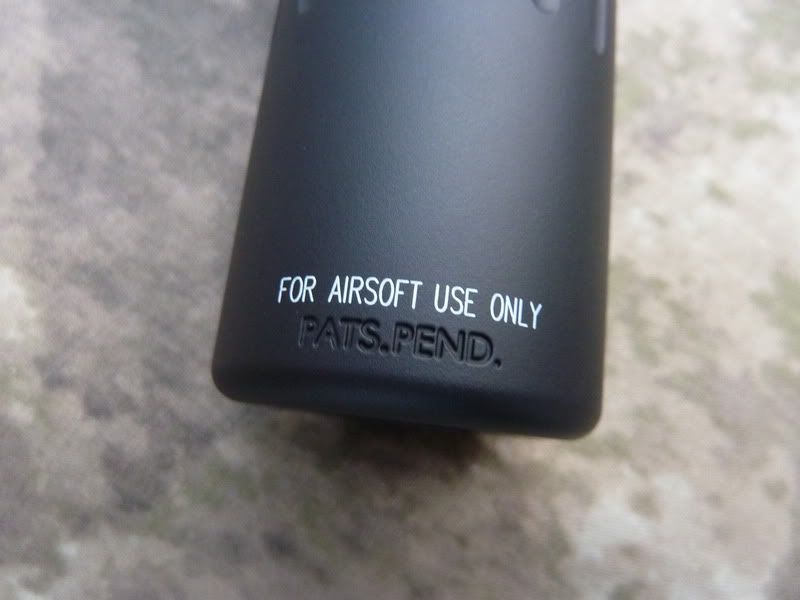 FOR AIRSOFT USE ONLY
PATS.PEND.